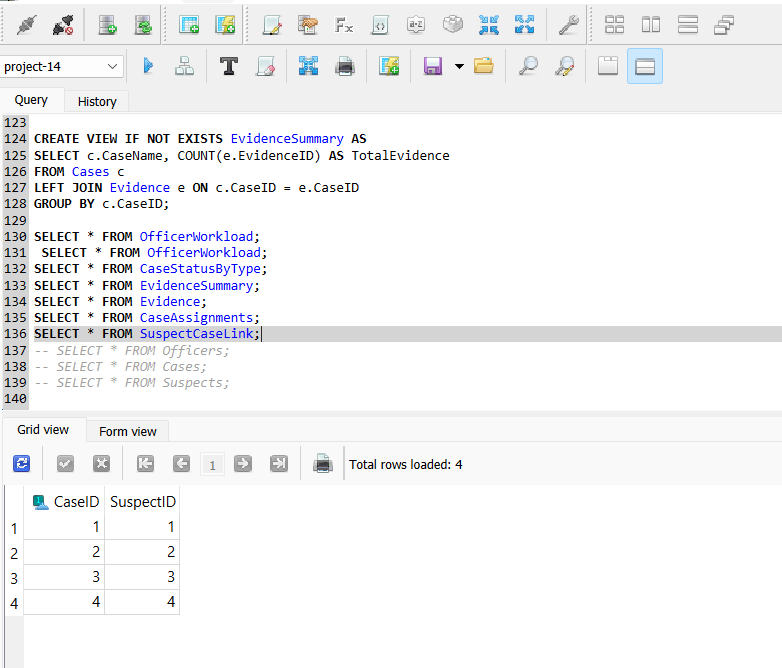 project-14
Query History
123
124 CREATE VIEW IF NOT EXISTS EvidenceSummary AS
125 SELECT c.CaseName, COUNT(e.EvidenceID) AS TotalEvidence
126 FROM Cases c
127 LEFT JOIN Evidence e ON c.CaseID = e.CaseID
128 GROUP BY c.CaseID;
129
130 SELECT * FROM OfficerWorkload;
131  SELECT * FROM OfficerWorkload;
132 SELECT * FROM CaseStatusByType;
133 SELECT * FROM EvidenceSummary;
134 SELECT * FROM Evidence;
135 SELECT * FROM CaseAssignments;
136 SELECT * FROM SuspectCaseLink;
137 -- SELECT * FROM Officers;
138 -- SELECT * FROM Cases;
139 -- SELECT * FROM Suspects;
140
Grid view Form view
1 Total rows loaded: 4
CaseID SuspectID
1 1 1
2 2 2
3 3 3
4 4 4